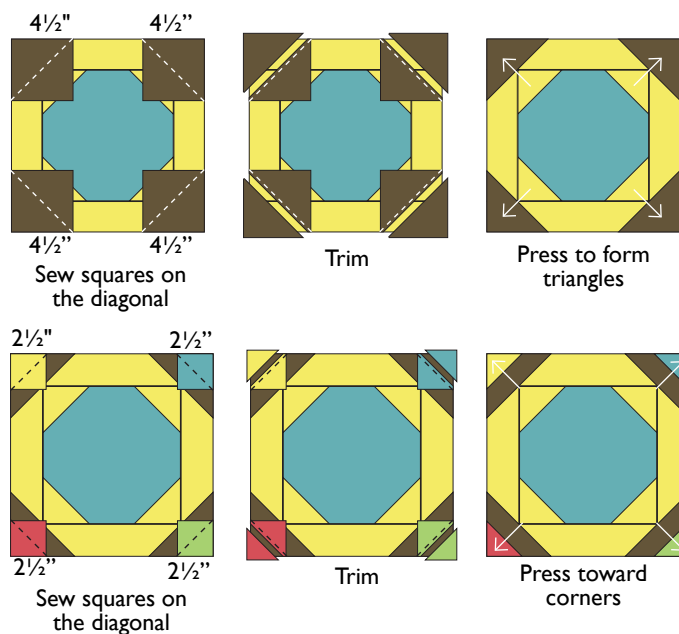 4½" 4½”
4½” 4½”
Sew squares on
the diagonal
Trim
Press to form
triangles
2½" 2½”
2½” 2½”
Sew squares on
the diagonal
Trim
Press toward
corners